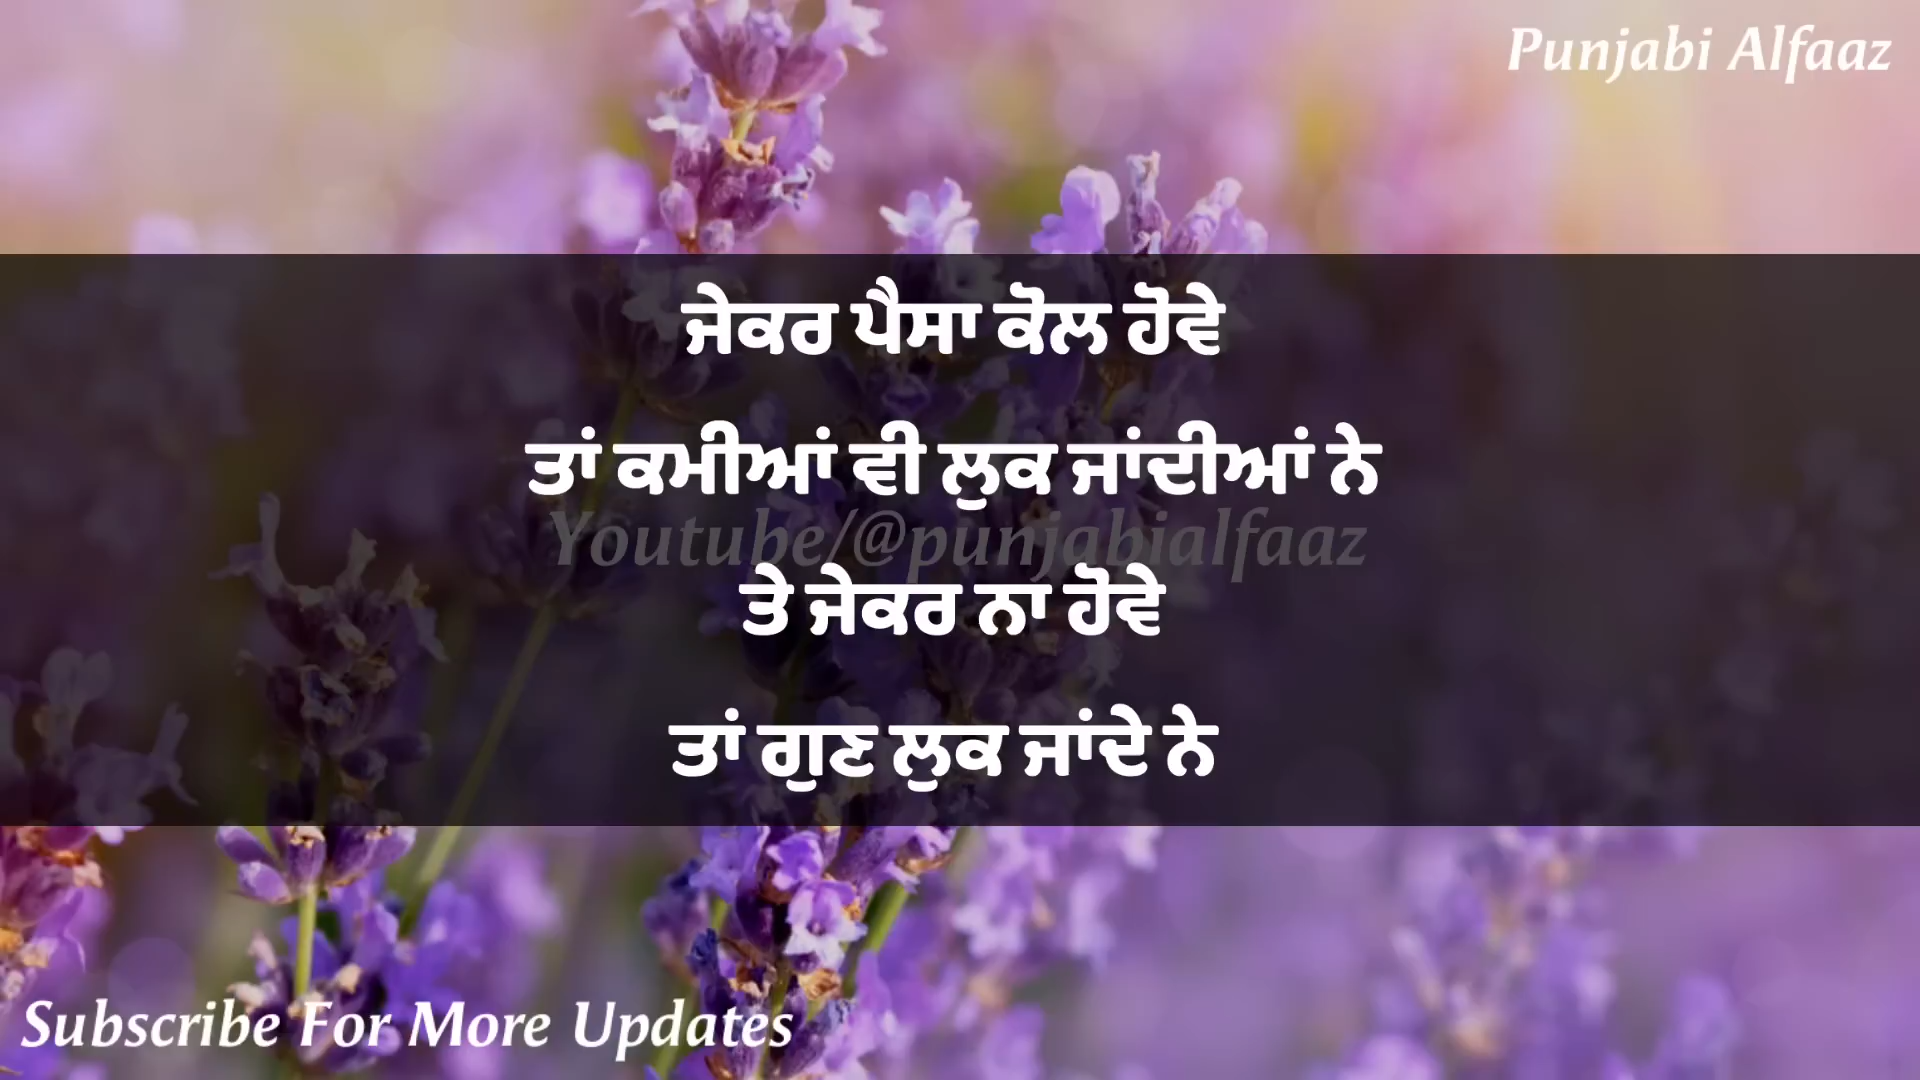 Punjabi Alfaaz
ਜੇਕਰ ਪੈਸਾ ਕੋਲ ਹੋਵੇ
ਤਾਂ ਕਮੀਆਂ ਵੀ ਲੁਕ ਜਾਂਦੀਆਂ ਨੇ
Youtube/@punjabialfaaz
ਤੇ ਜੇਕਰ ਨਾ ਹੋਵੇ
ਤਾਂ ਗੁਣ ਲੁਕ ਜਾਂਦੇ ਨੇ
Subscribe For More Updates